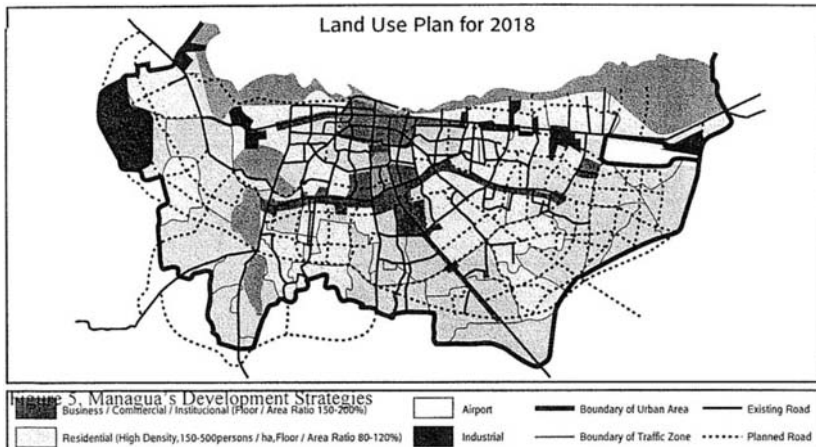 Land Use Plan for 2018
Figure 5, Managua's Development Strategies
Business / Commercial / Institutional (Floor / Area Ratio 150-200%)
Airport
Boundary of Urban Area
Existing Road
Residential (High Density,150-500persons / ha,Floor / Area Ratio 80-120%)
Industrial
Boundary of Traffic Zone
Planned Road